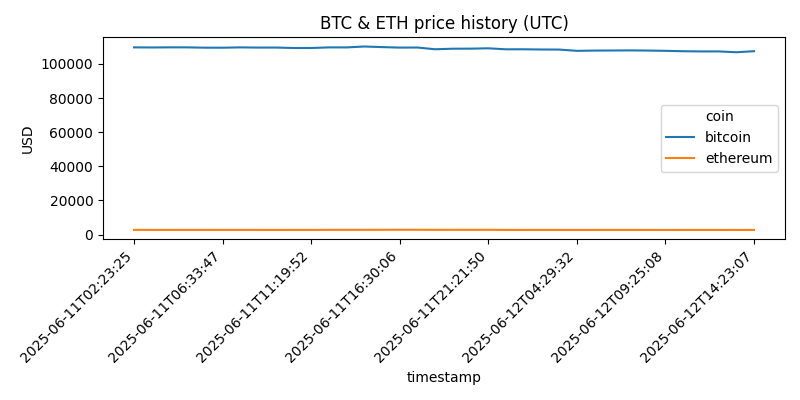 BTC & ETH price history (UTC)
USD
100000
80000
60000
40000
20000
0
coin
bitcoin
ethereum
2025-06-11T02:23:25
2025-06-11T06:33:47
2025-06-11T11:19:52
2025-06-11T16:30:06
2025-06-11T21:21:50
2025-06-12T04:29:32
2025-06-12T09:25:08
2025-06-12T14:23:07
timestamp